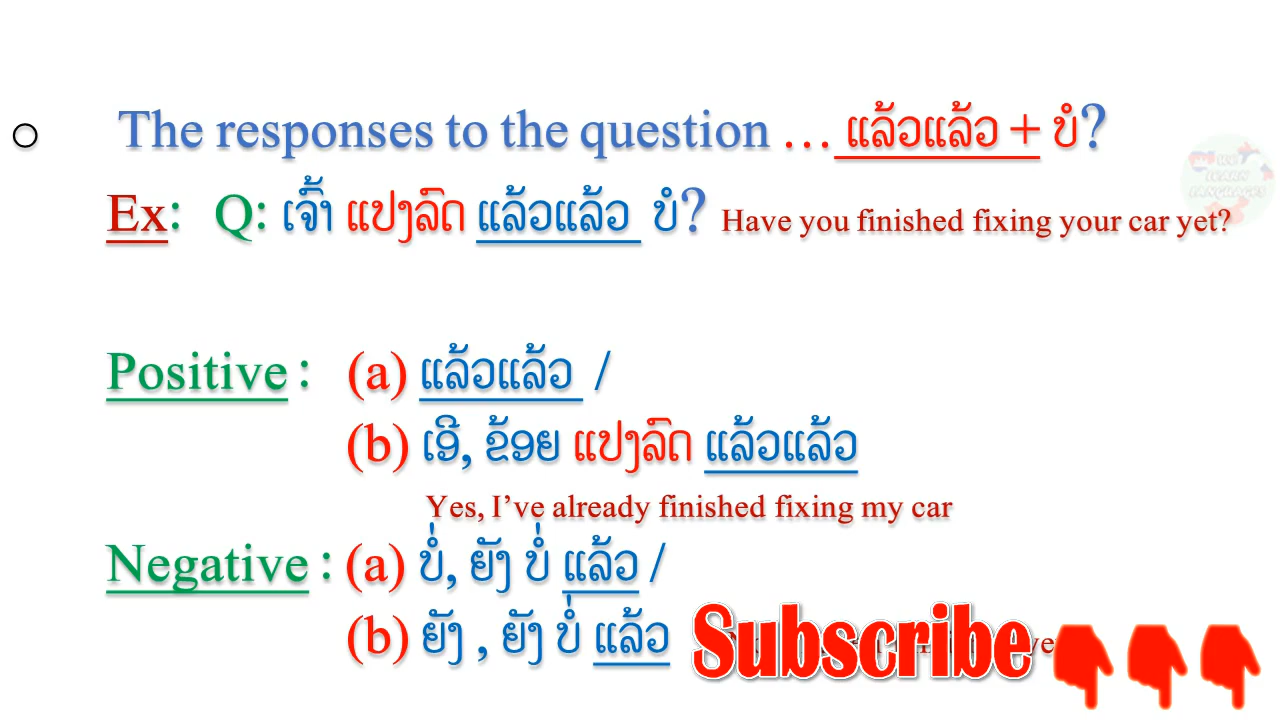 The responses to the question ... ແລ້ວແລ້ວ + ບໍ?
Ex: Q: ເຈົ້າ ແປງລົດ ແລ້ວແລ້ວ ບໍ? Have you finished fixing your car yet?
WE
LEARN
LANGUAGES
Positive : (a) ແລ້ວແລ້ວ /
(b) ເອີ, ຂ້ອຍ ແປງລົດ ແລ້ວແລ້ວ
Yes, I’ve already finished fixing my car
Negative : (a) ບໍ່, ຍັງ ບໍ່ ແລ້ວ /
(b) ຍັງ , ຍັງ ບໍ່ ແລ້ວ
Subscribe